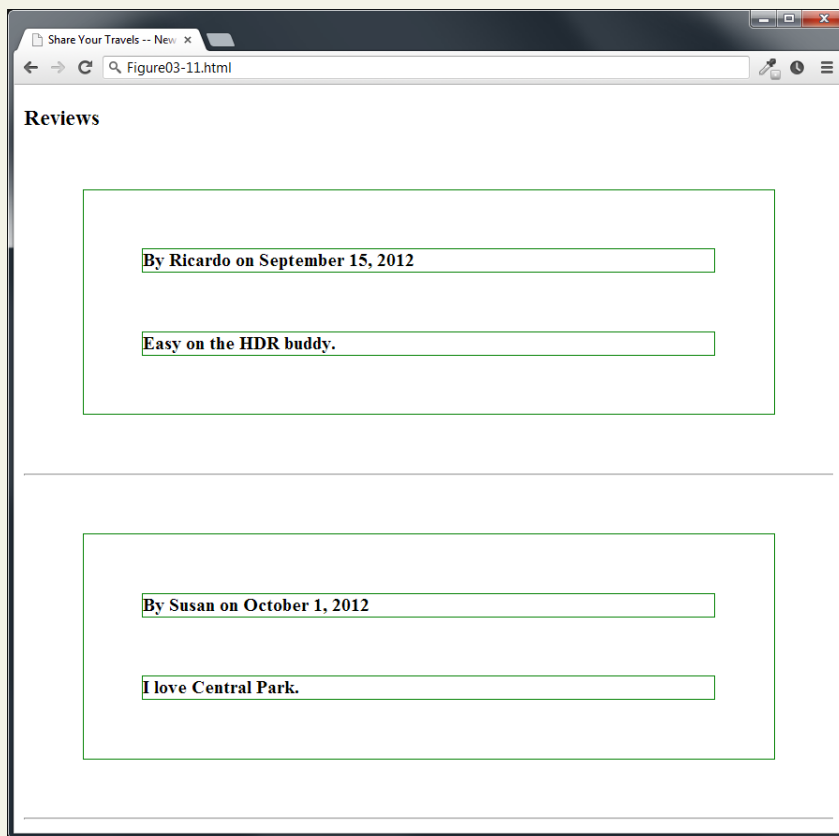 Share Your Travels -- New
Figure03-11.html
Reviews
By Ricardo on September 15, 2012
Easy on the HDR buddy.
By Susan on October 1, 2012
I love Central Park.